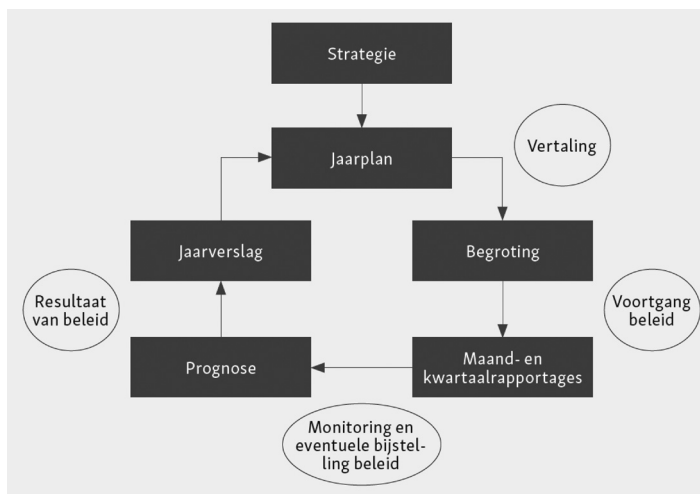 Strategie
Jaarplan
Vertaling
Jaarverslag
Begroting
Resultaat
van beleid
Voortgang
beleid
Prognose
Maand- en
kwartaalrapportages
Monitoring en
eventuele bijstel-
ling beleid